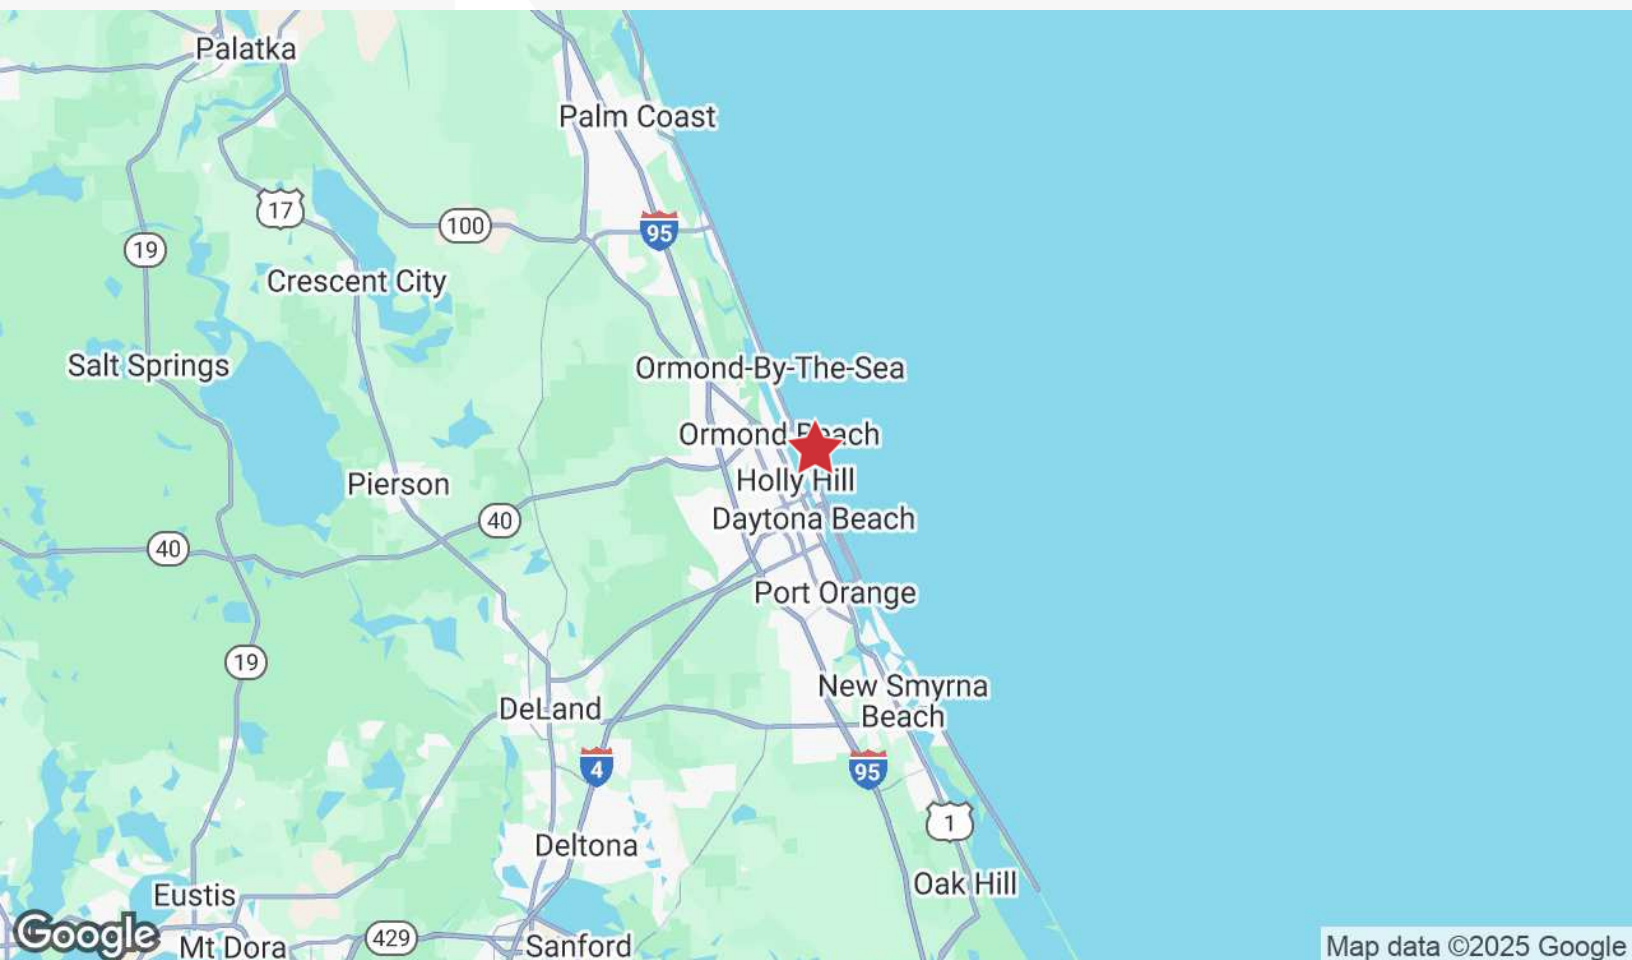 Palatka
Palm Coast
17
100
95
19
Crescent City
Salt Springs
Ormond-By-The-Sea
Ormond Beach
Pierson
Holly Hill
40
Daytona Beach
40
Port Orange
19
New Smyrna
Beach
DeLand
4
95
1
Deltona
Oak Hill
Eustis
Google
Mt Dora
429
Sanford
Map data ©2025 Google